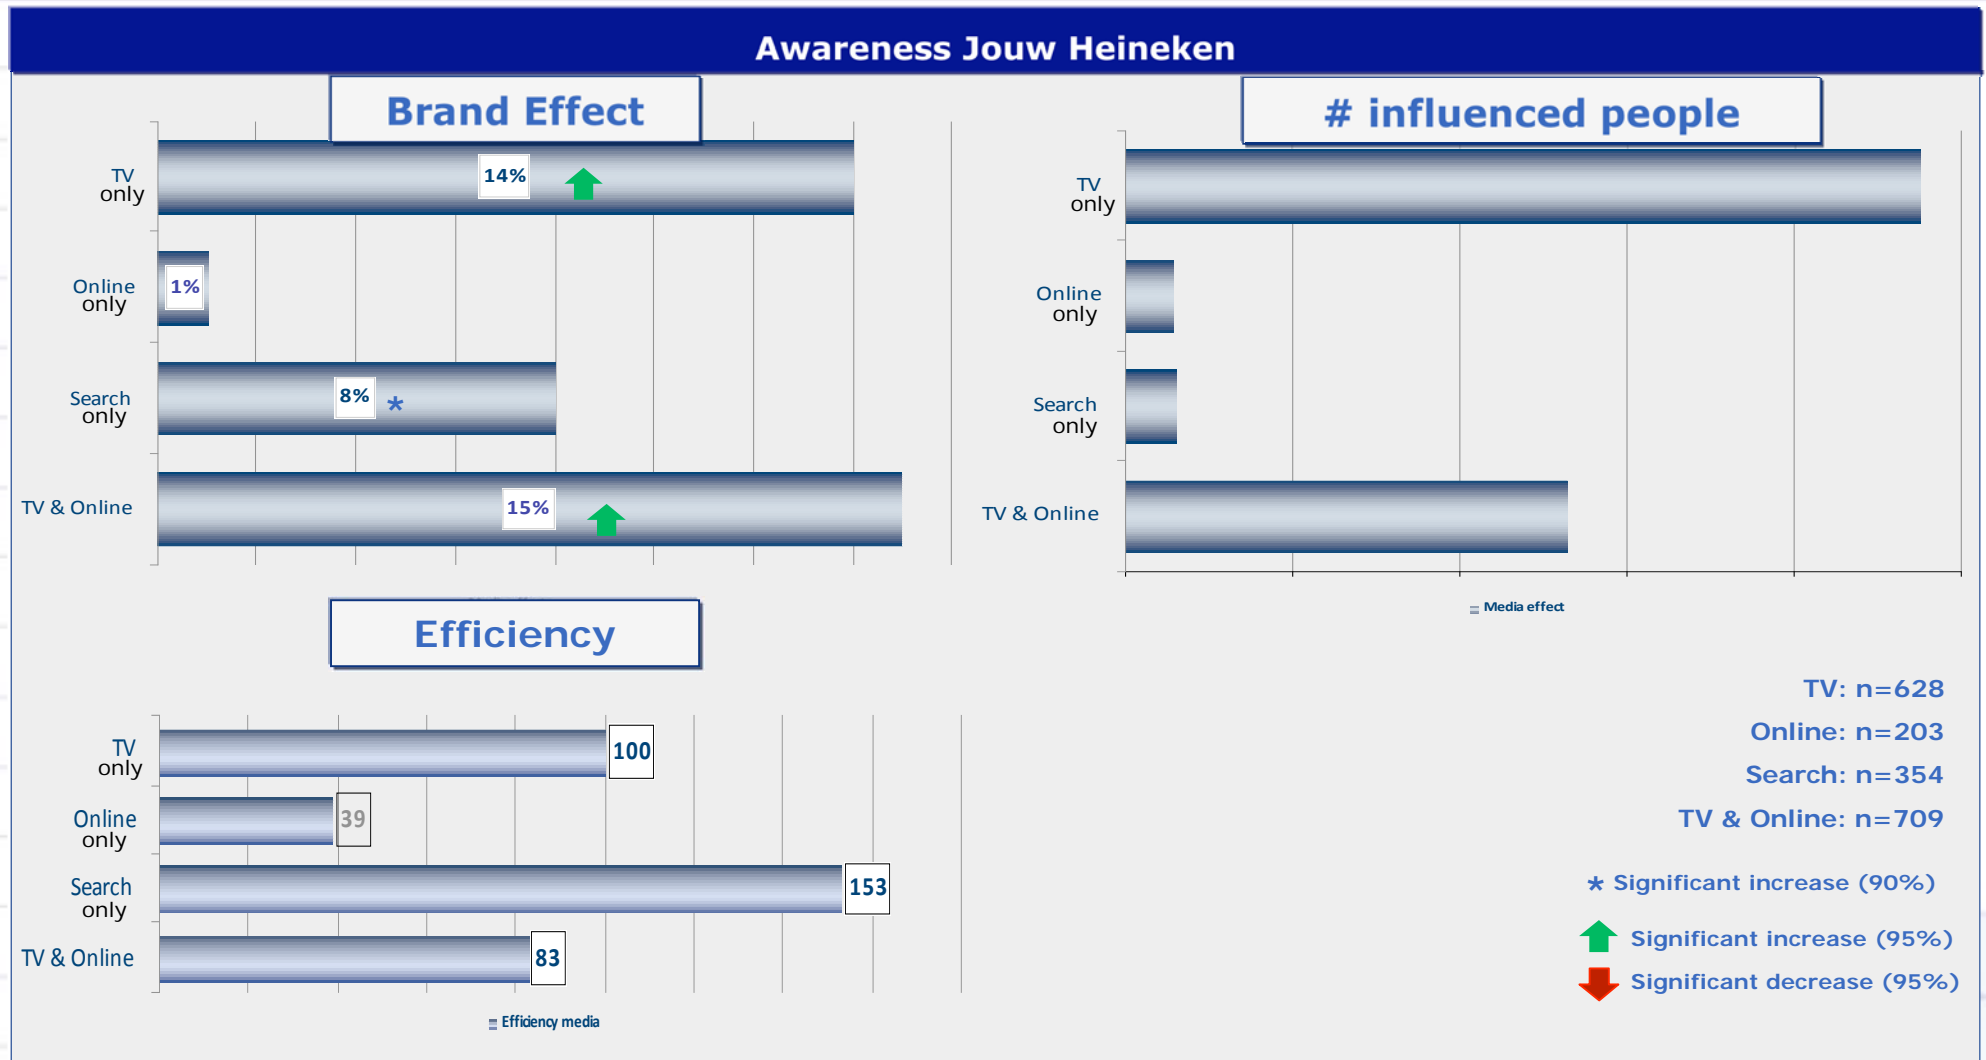 Awareness Jouw Heineken
Brand Effect
TV
only
14%
Online
only
1%
Search
only
8%
*
TV & Online
15%
# influenced people
TV
only
Online
only
Search
only
TV & Online
Media effect
Efficiency
TV
only
100
Online
only
39
Search
only
153
TV & Online
83
Efficiency media
TV: n=628
Online: n=203
Search: n=354
TV & Online: n=709
* Significant increase (90%)
Significant increase (95%)
Significant decrease (95%)